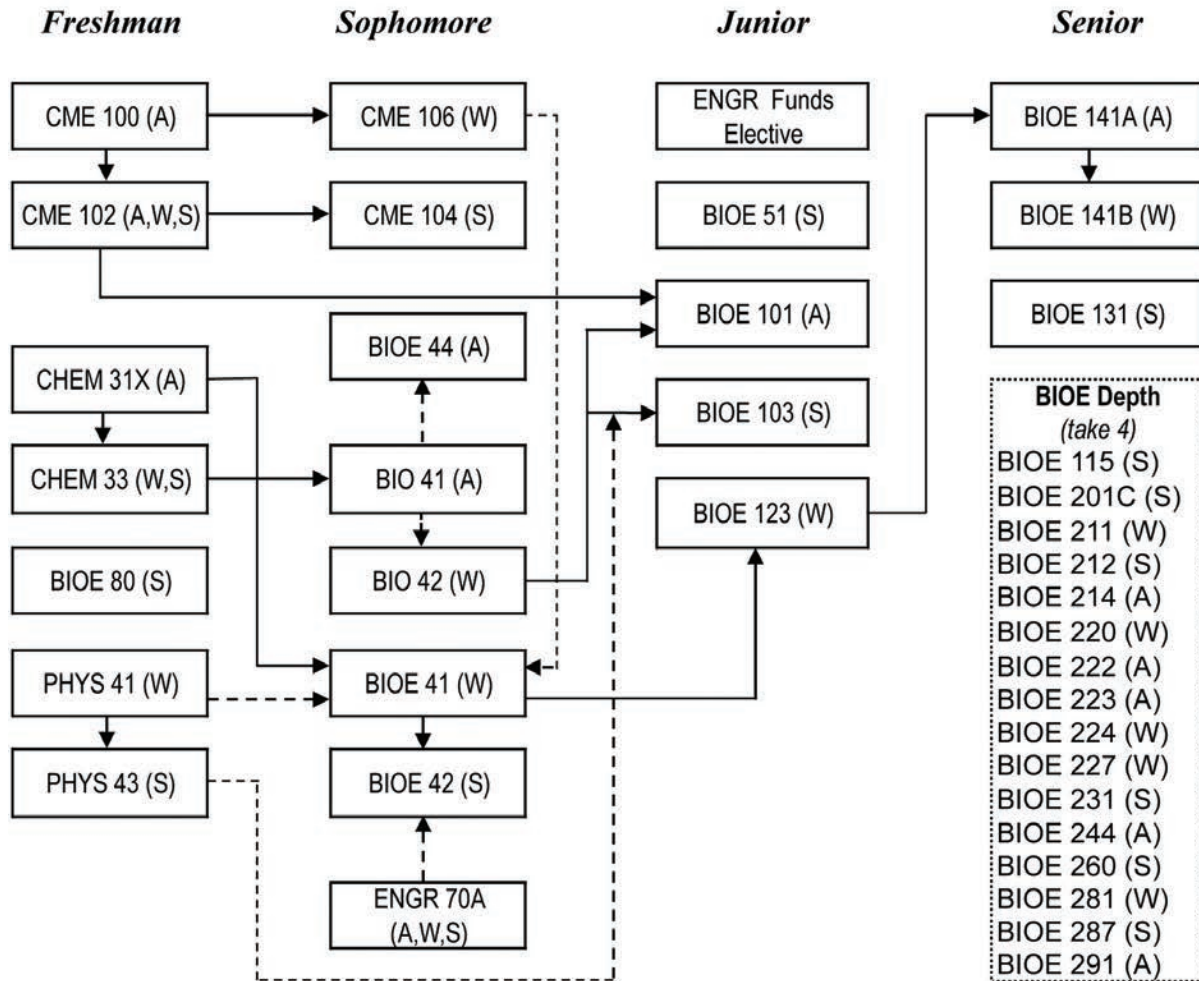 Freshman
Sophomore
Junior
Senior
CME 100 (A)
CME 102 (A,W,S)
CHEM 31X (A)
CHEM 33 (W,S)
BIOE 80 (S)
PHYS 41 (W)
PHYS 43 (S)
CME 106 (W)
CME 104 (S)
BIOE 44 (A)
BIO 41 (A)
BIO 42 (W)
BIOE 41 (W)
BIOE 42 (S)
ENGR 70A
(A,W,S)
ENGR Funds
Elective
BIOE 51 (S)
BIOE 101 (A)
BIOE 103 (S)
BIOE 123 (W)
BIOE 141A (A)
BIOE 141B (W)
BIOE 131 (S)
BIOE Depth
(take 4)
BIOE 115 (S)
BIOE 201C (S)
BIOE 211 (W)
BIOE 212 (S)
BIOE 214 (A)
BIOE 220 (W)
BIOE 222 (A)
BIOE 223 (A)
BIOE 224 (W)
BIOE 227 (W)
BIOE 231 (S)
BIOE 244 (A)
BIOE 260 (S)
BIOE 281 (W)
BIOE 287 (S)
BIOE 291 (A)